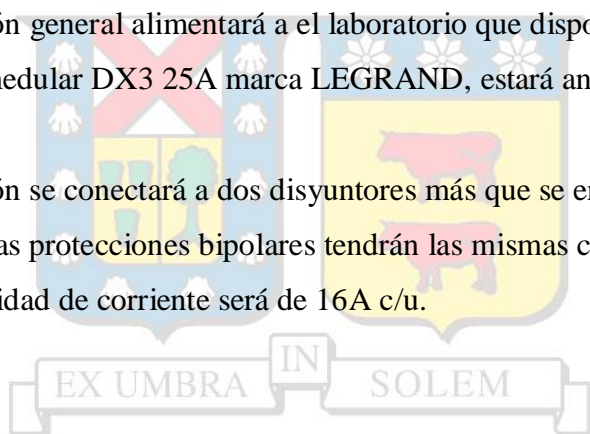 ón general alimentará a el laboratorio que dispo
nedular DX3 25A marca LEGRAND, estará an
ón se conectará a dos disyuntores más que se en
as protecciones bipolares tendrán las mismas c
idad de corriente será de 16A c/u.
EX UMBRA IN SOLEM